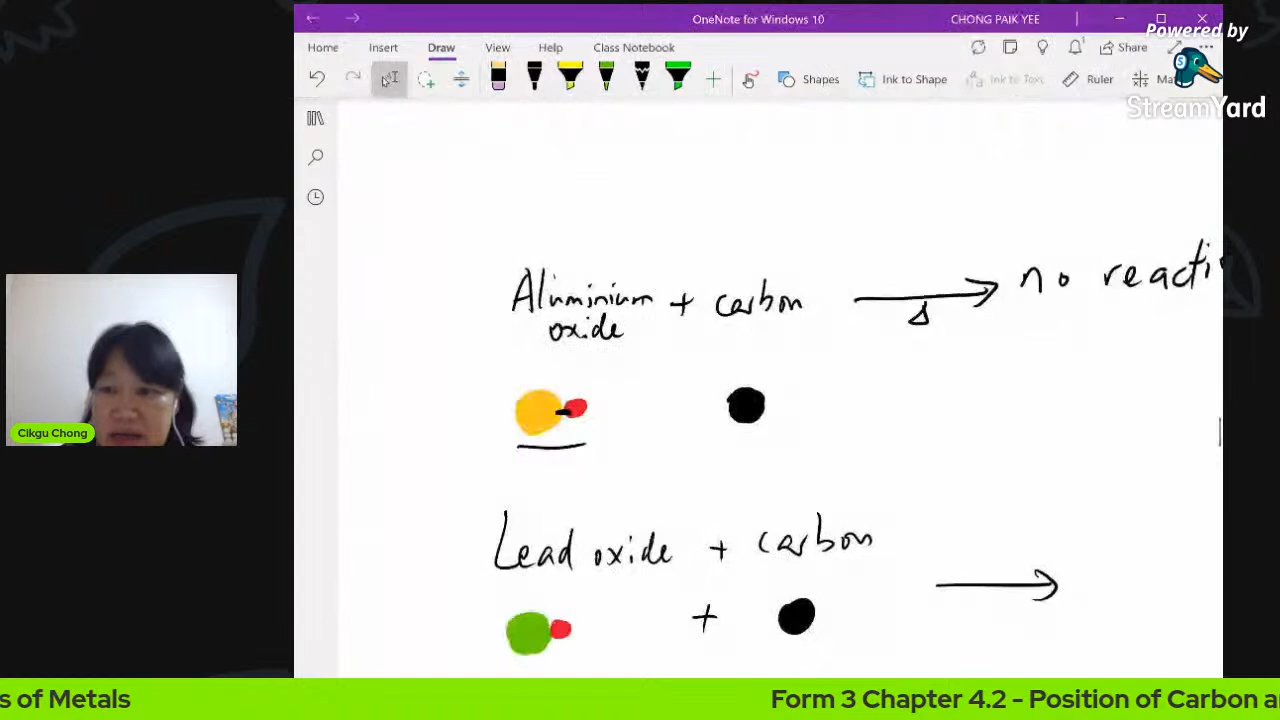 OneNote for Windows 10
CHONG PAIK YEE
Powered by
StreamYard
Home Insert Draw View Help Class Notebook
Share
Shapes Ink to Shape Ink to Text Ruler
Aluminium + carbon no
oxide
Δ
Lead oxide + carbon
+
Cikgu Chong
s of Metals
Form 3 Chapter 4.2 - Position of Carbon